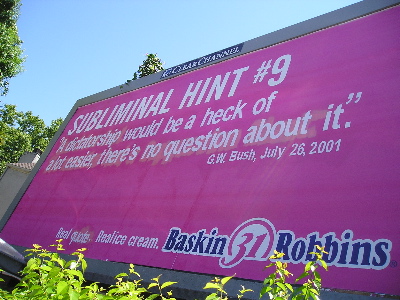 CLEAR CHANNEL
SUBLIMINAL HINT #9
"A dictatorship would be a heck of
a lot easier, there's no question about it."
G.W. Bush, July 26, 2001
Real quote. Real ice cream.
Baskin 31 Robbins